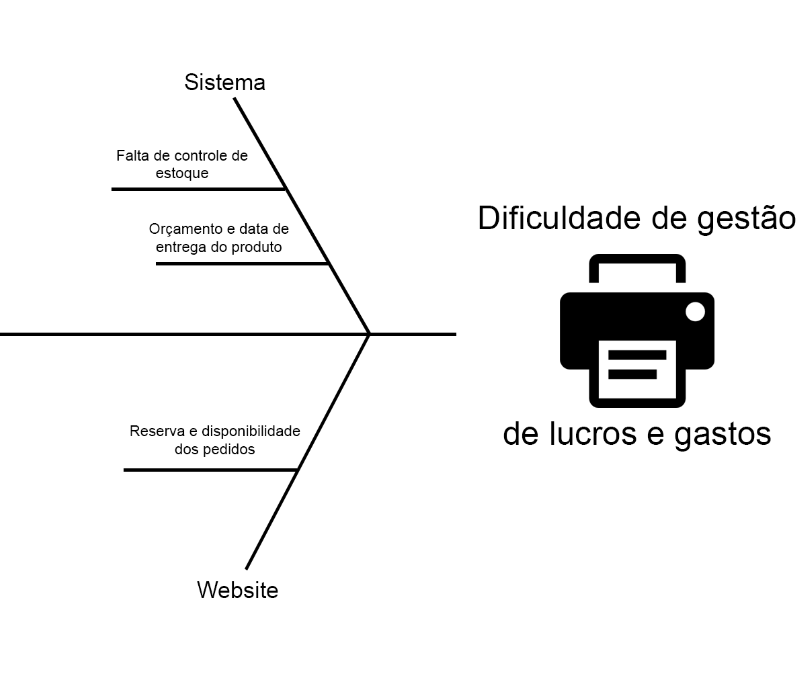 Sistema
Falta de controle de
estoque
Orçamento e data de
entrega do produto
Dificuldade de gestão
de lucros e gastos
Reserva e disponibilidade
dos pedidos
Website